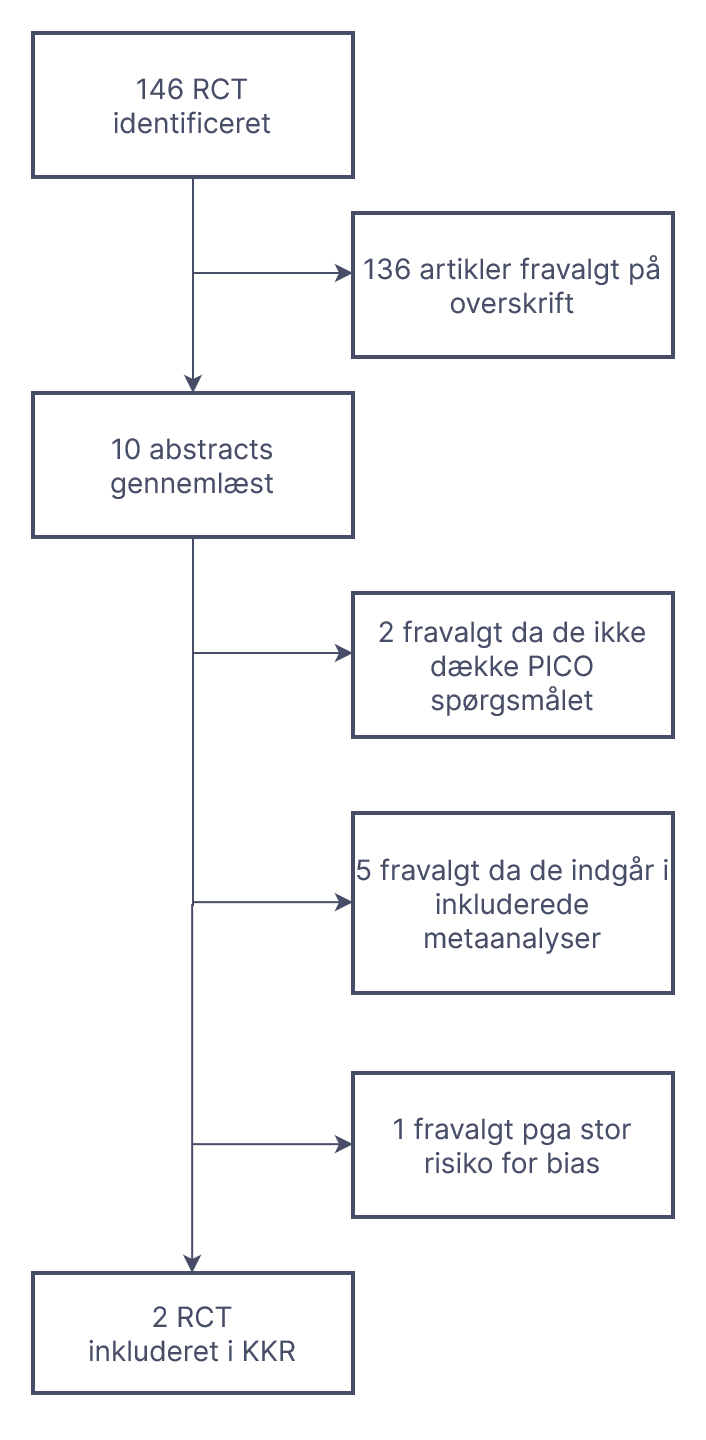 146 RCT
identificeret
136 artikler fravalgt på
overskrift
10 abstracts
gennemlæst
2 fravalgt da de ikke
dække PICO
spørgsmålet
5 fravalgt da de indgår i
inkluderede
metaanalyser
1 fravalgt pga stor
risiko for bias
2 RCT
inkluderet i KKR